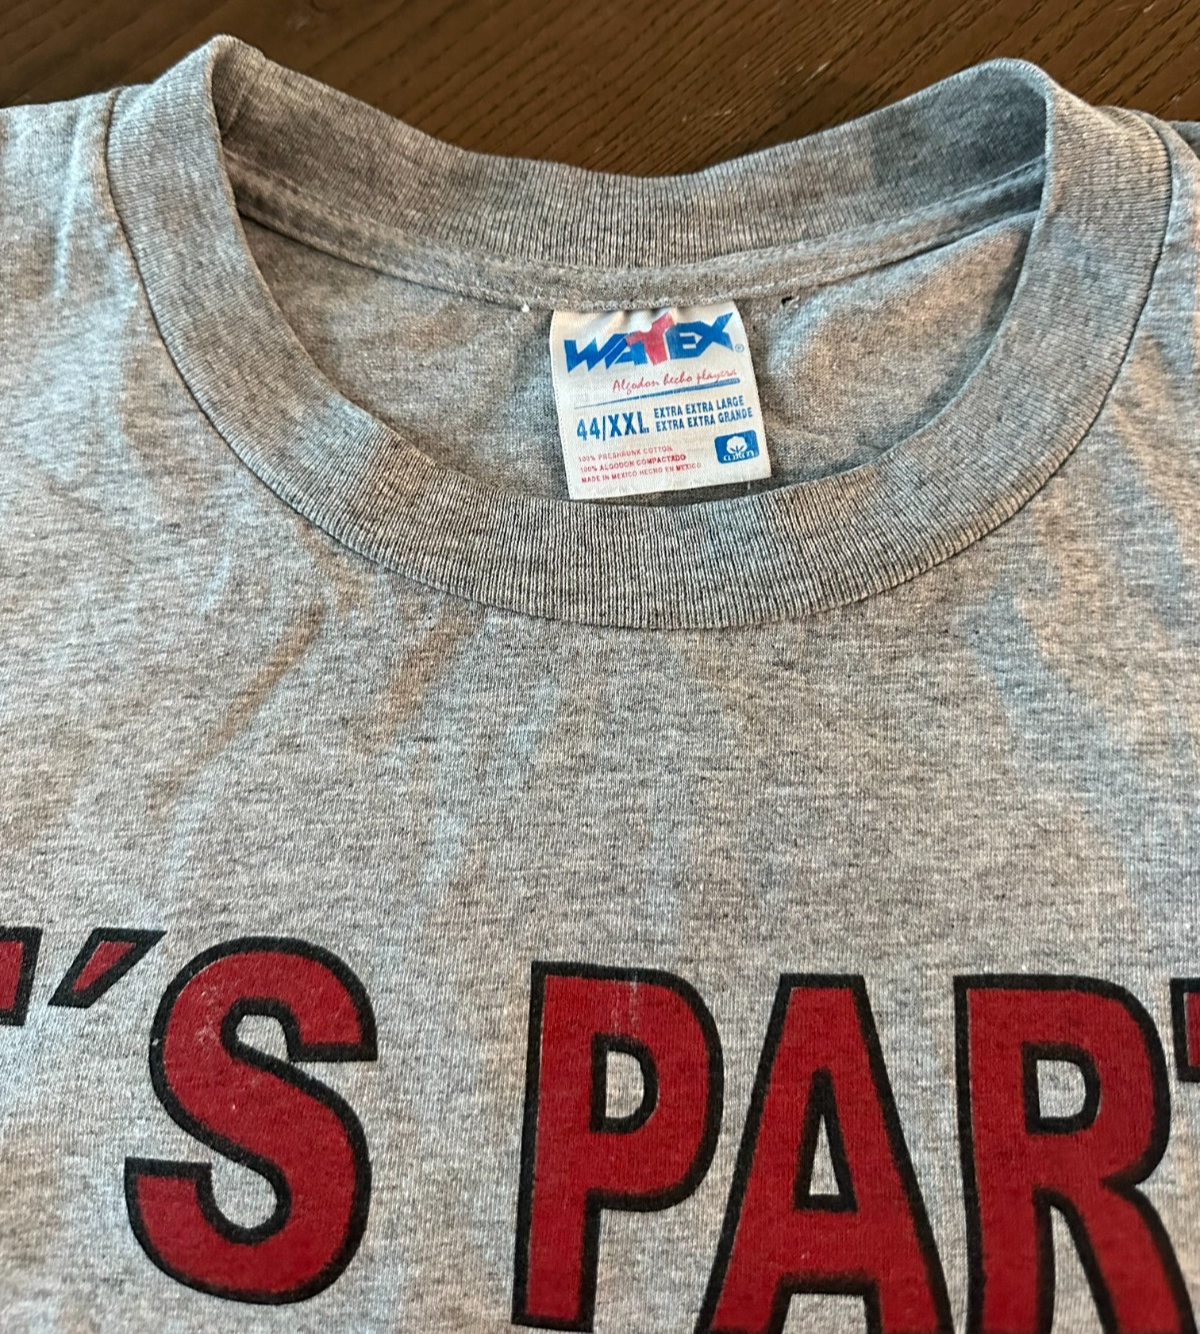 WATEX®
Algodon hecho playera
44/XXL EXTRA EXTRA LARGE
EXTRA EXTRA GRANDE
100% PRESHRUNK COTTON
100% ALGODON COMPACTADO
MADE IN MEXICO HECHO EN MEXICO
'S PAR